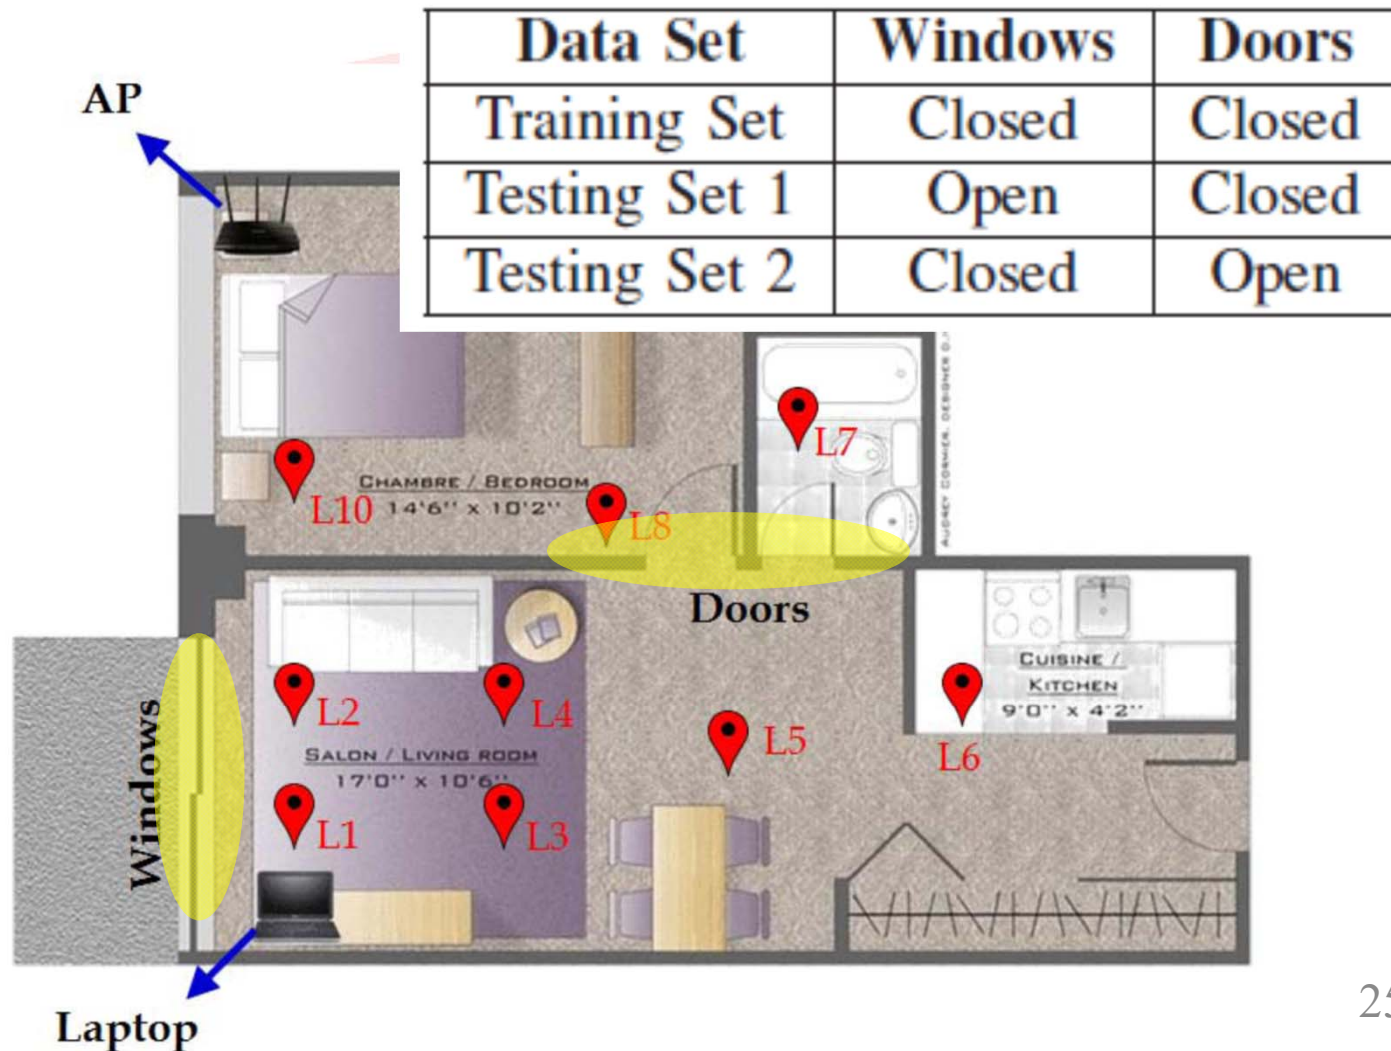 Data Set Windows Doors
Training Set Closed Closed
Testing Set 1 Open Closed
Testing Set 2 Closed Open
AP
L7
CHAMBRE / BEDROOM
14'6" x 10'2"
L10
L8
Doors
CUISINE /
KITCHEN
9'0" x 4'2"
L2
L4
L5
L6
SALON / LIVING ROOM
17'0" x 10'6"
L1
L3
Windows
Laptop
25